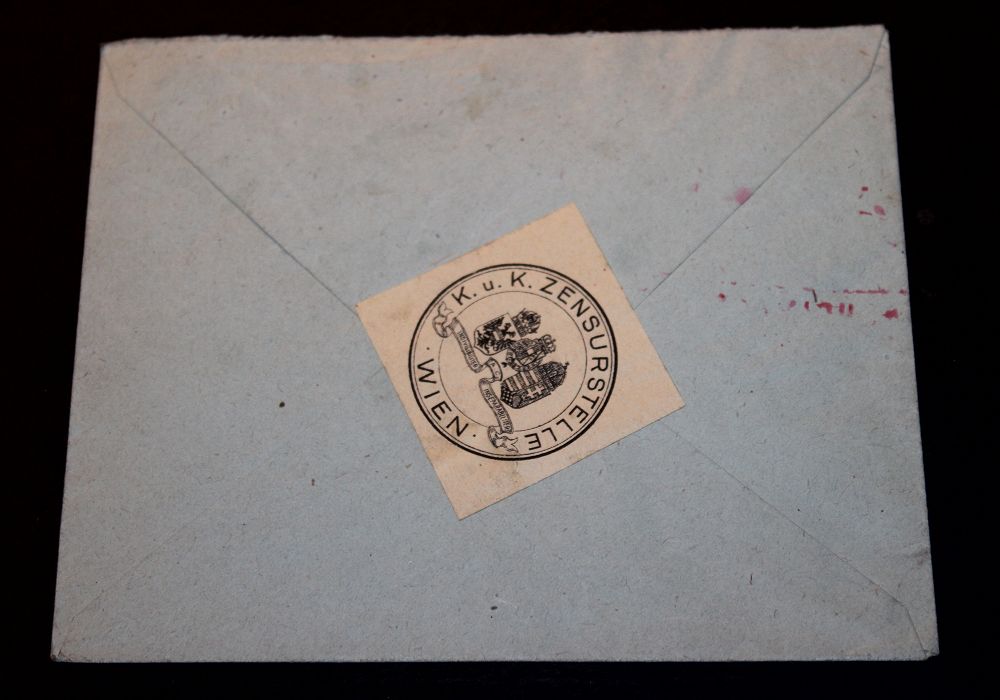 K. u. K. ZENSURSTELLE
· WIEN ·